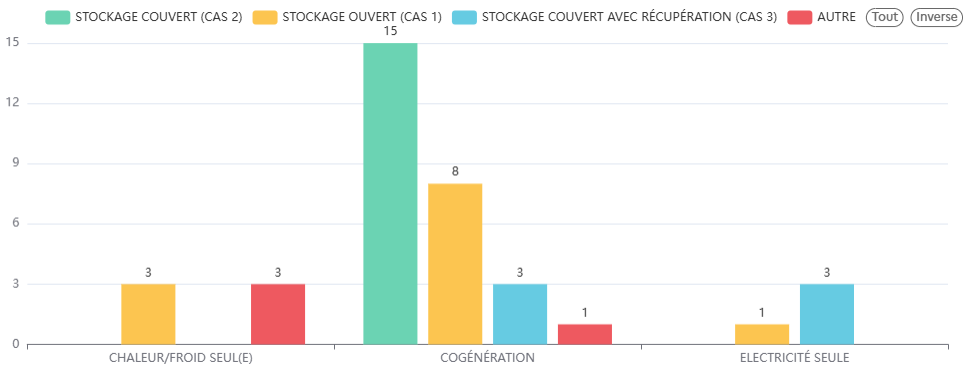 STOCKAGE COUVERT (CAS 2) STOCKAGE OUVERT (CAS 1) STOCKAGE COUVERT AVEC RÉCUPÉRATION (CAS 3) AUTRE Tout Inverse
15
15
12
9
8
6
3 3 3 3 3
1 1
0
CHALEUR/FROID SEUL(E) COGÉNÉRATION ELECTRICITÉ SEULE